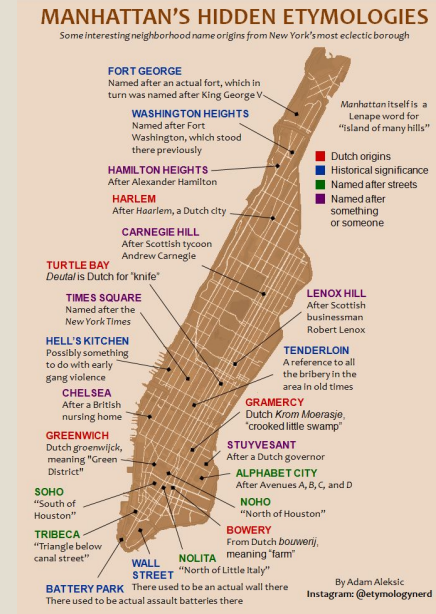 MANHATTAN'S HIDDEN ETYMOLOGIES
Some interesting neighborhood name origins from New York's most eclectic borough
FORT GEORGE
Named after an actual fort, which in
turn was named after King George V
Manhattan itself is a
Lenape word for
"island of many hills"
WASHINGTON HEIGHTS
Named after Fort
Washington, which stood
there previously
Dutch origins
Historical significance
Named after streets
Named after
something
or someone
HAMILTON HEIGHTS
After Alexander Hamilton
HARLEM
After Haarlem, a Dutch city
CARNEGIE HILL
After Scottish tycoon
Andrew Carnegie
TURTLE BAY
Deutal is Dutch for "knife"
TIMES SQUARE
Named after the
New York Times
LENOX HILL
After Scottish
businessman
Robert Lenox
HELL'S KITCHEN
Possibly something
to do with early
gang violence
TENDERLOIN
A reference to all
the bribery in the
area in old times
CHELSEA
After a British
nursing home
GRAMERCY
Dutch Krom Moerasje,
"crooked little swamp"
GREENWICH
Dutch groenwijck,
meaning "Green
District"
STUYVESANT
After a Dutch governor
ALPHABET CITY
After Avenues A, B, C, and D
SOHO
"South of
Houston"
NOHO
"North of Houston"
TRIBECA
"Triangle below
canal street"
BOWERY
From Dutch bouwerij,
meaning "farm"
NOLITA
"North of Little Italy"
WALL
STREET
There used to be an actual wall there
BATTERY PARK
There used to be actual assault batteries there
By Adam Aleksic
Instagram: @etymologynerd